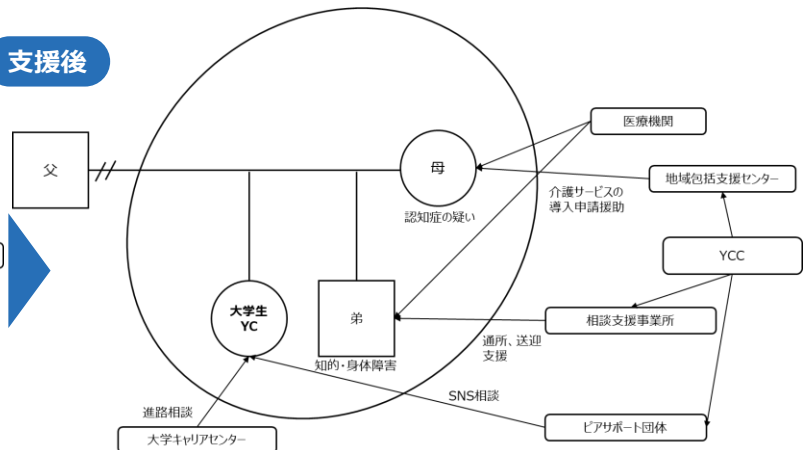 支援後
医療機関
父
母
地域包括支援センター
介護サービスの
導入申請援助
認知症の疑い
YCC
大学生
YC
弟
相談支援事業所
通所、送迎
支援
知的・身体障害
SNS相談
進路相談
ピアサポート団体
大学キャリアセンター